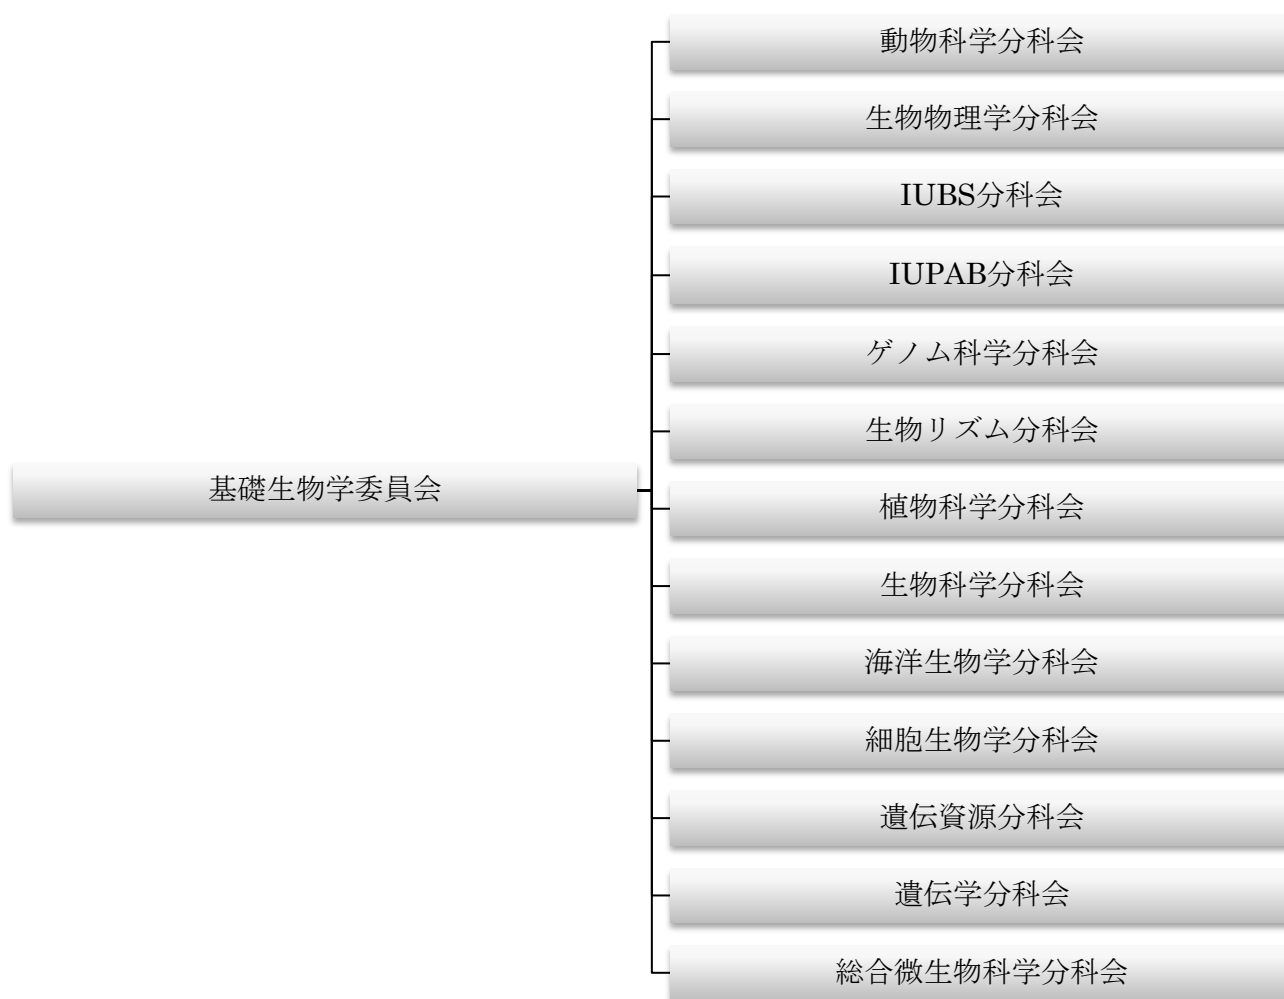 動物科学分科会
生物物理学分科会
IUBS分科会
IUPAB分科会
ゲノム科学分科会
生物リズム分科会
基礎生物学委員会
植物科学分科会
生物科学分科会
海洋生物学分科会
細胞生物学分科会
遺伝資源分科会
遺伝学分科会
総合微生物科学分科会